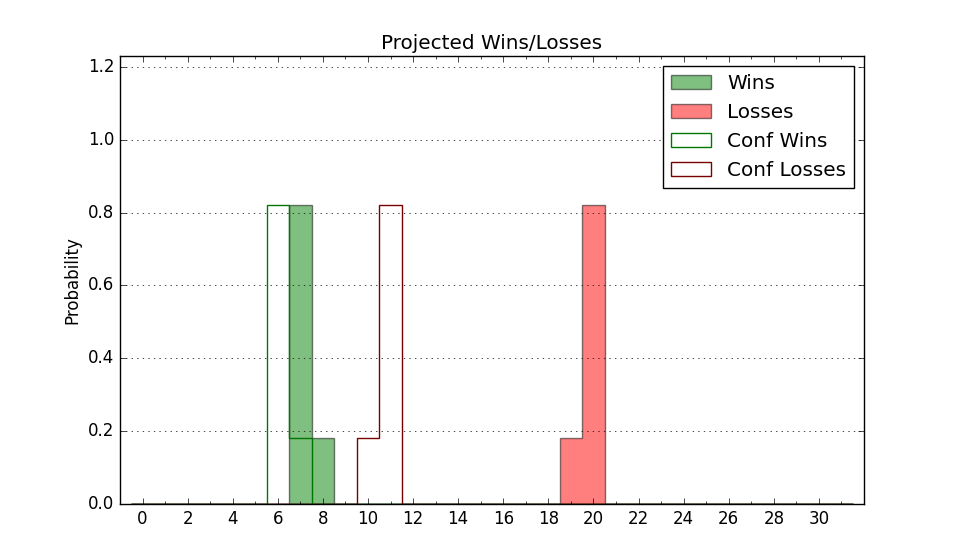 Projected Wins/Losses
1.2
1.0
0.8
0.6
0.4
0.2
0.0
Probability
Wins
Losses
Conf Wins
Conf Losses
0 2 4 6 8 10 12 14 16 18 20 22 24 26 28 30